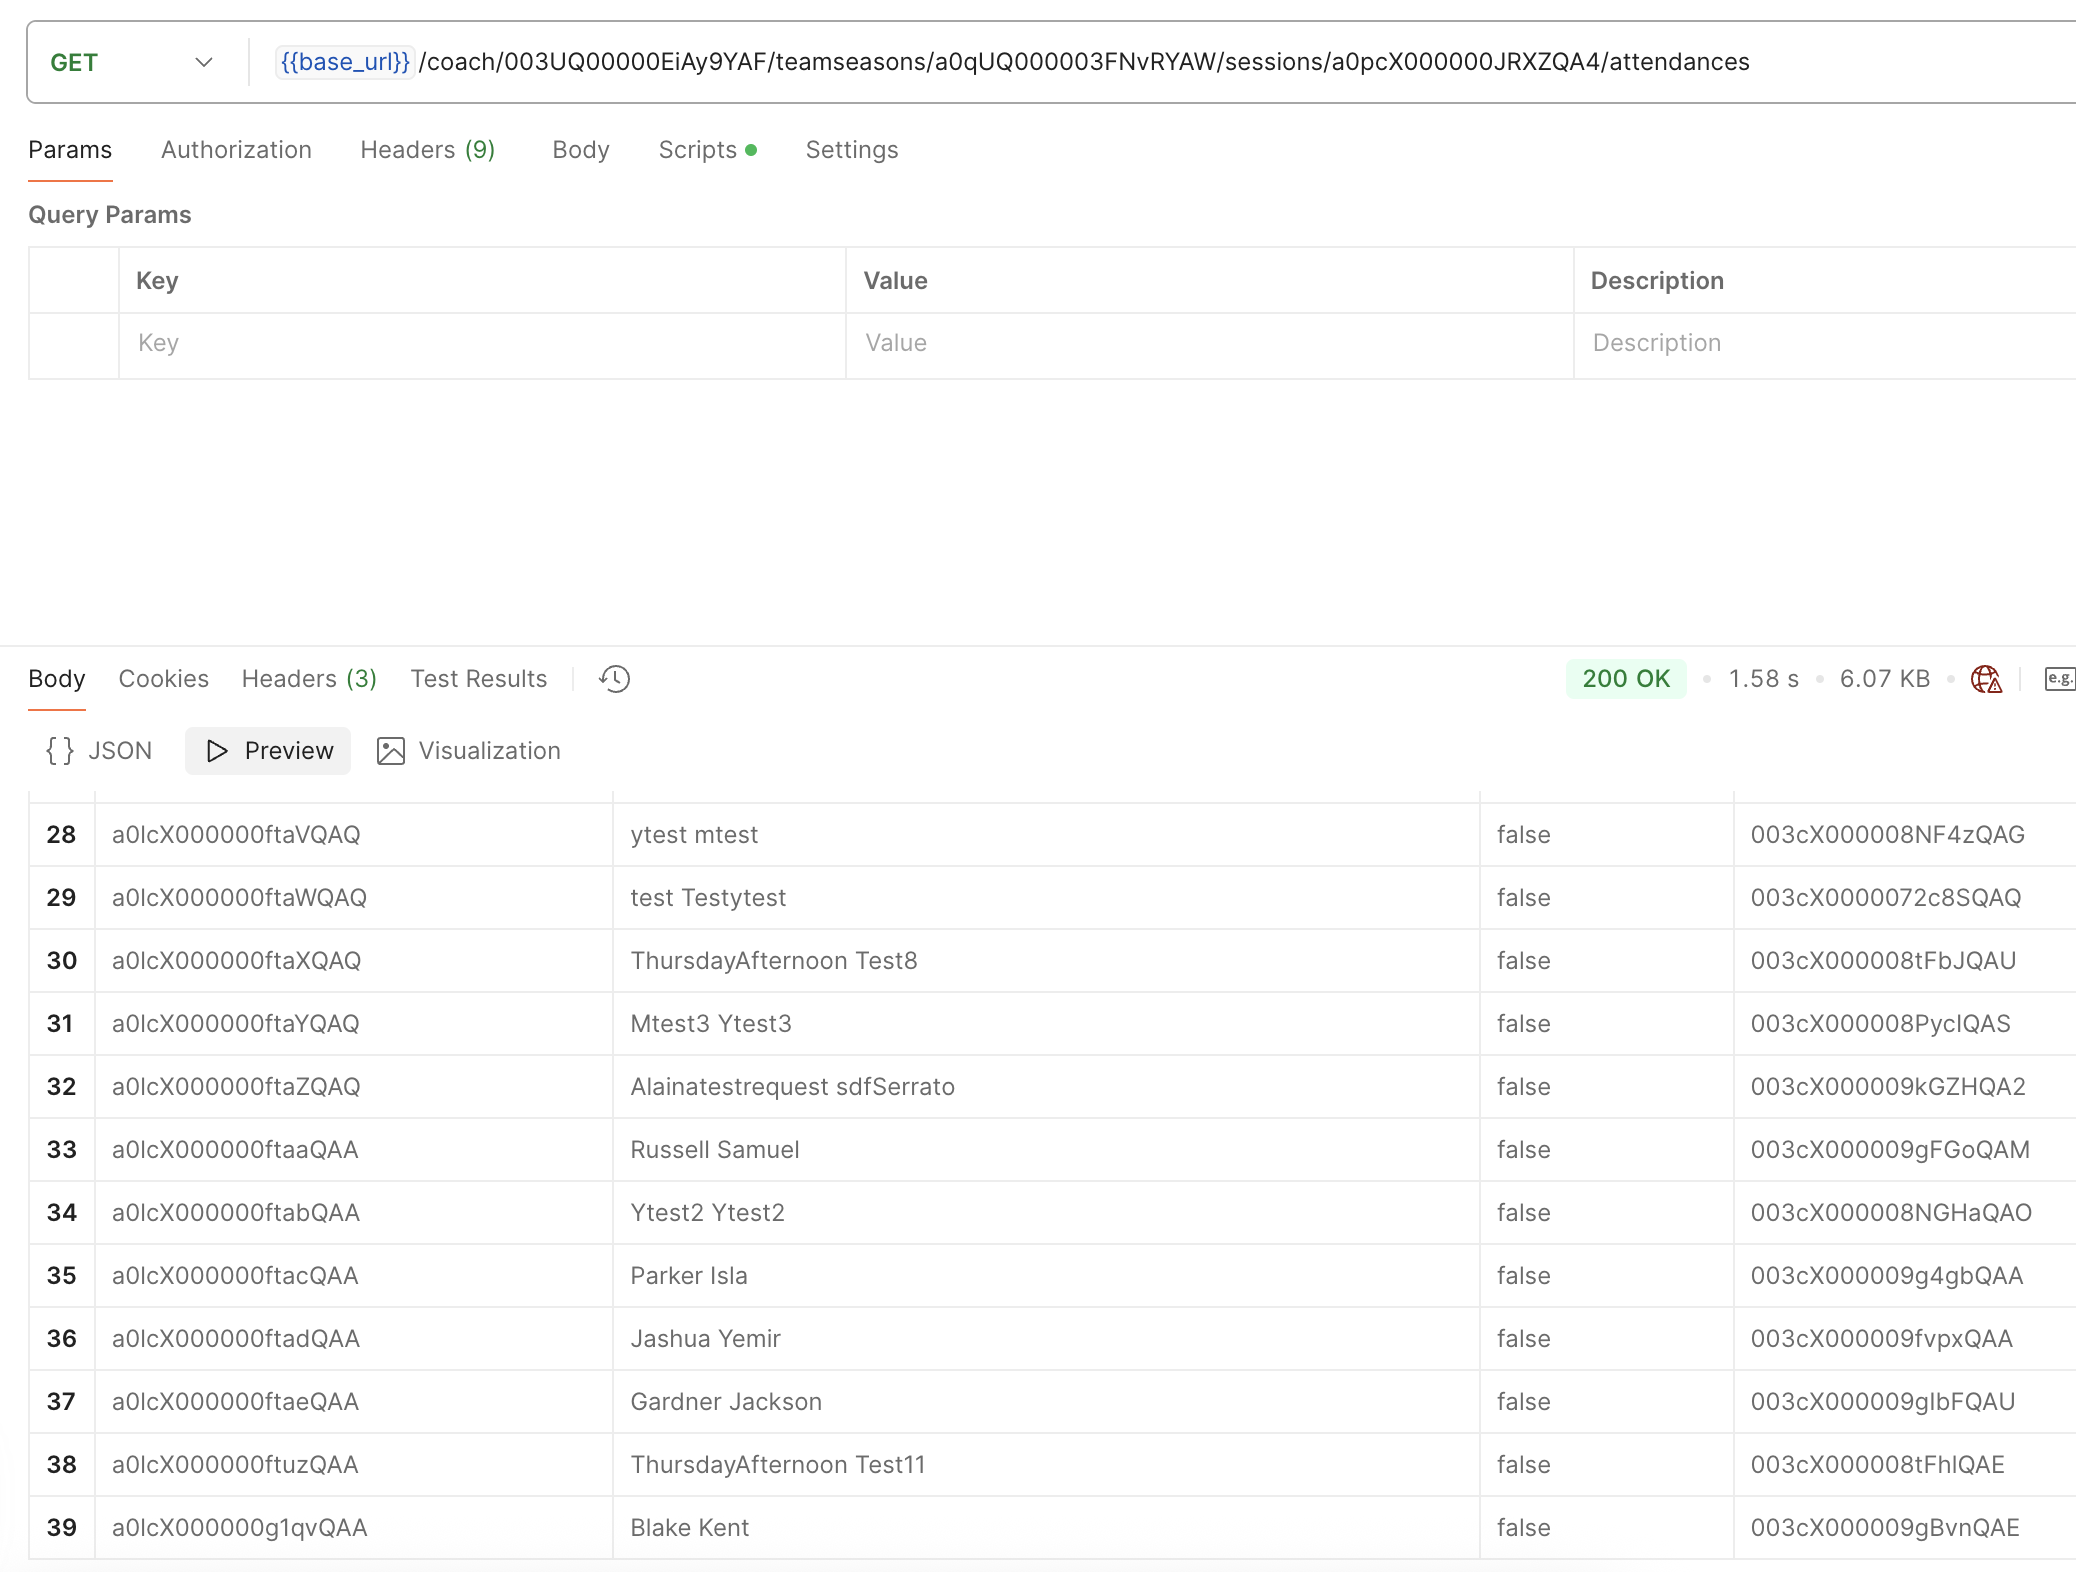 GET {{base_url}} /coach/003UQ00000EiAy9YAF/teamseasons/a0qUQ000003FNvRYAW/sessions/a0pcX000000JRXZQA4/attendances
Params Authorization Headers (9) Body Scripts Settings
Query Params
Key Value Description
Key Value Description
Body Cookies Headers (3) Test Results 200 OK 1.58 s 6.07 KB e.g.
{ } JSON Preview Visualization
28 a0lcX000000ftaVQAQ ytest mtest false 003cX000008NF4zQAG
29 a0lcX000000ftaWQAQ test Testytest false 003cX0000072c8SQAQ
30 a0lcX000000ftaXQAQ ThursdayAfternoon Test8 false 003cX000008tFbJQAU
31 a0lcX000000ftaYQAQ Mtest3 Ytest3 false 003cX000008PyclQAS
32 a0lcX000000ftaZQAQ Alainatestrequest sdfSerrato false 003cX000009kGZHQA2
33 a0lcX000000ftaaQAA Russell Samuel false 003cX000009gFGoQAM
34 a0lcX000000ftabQAA Ytest2 Ytest2 false 003cX000008NGHaQAO
35 a0lcX000000ftacQAA Parker Isla false 003cX000009g4gbQAA
36 a0lcX000000ftadQAA Jashua Yemir false 003cX000009fvpxQAA
37 a0lcX000000ftaeQAA Gardner Jackson false 003cX000009glbFQAU
38 a0lcX000000ftuzQAA ThursdayAfternoon Test11 false 003cX000008tFhlQAE
39 a0lcX000000g1qvQAA Blake Kent false 003cX000009gBvnQAE